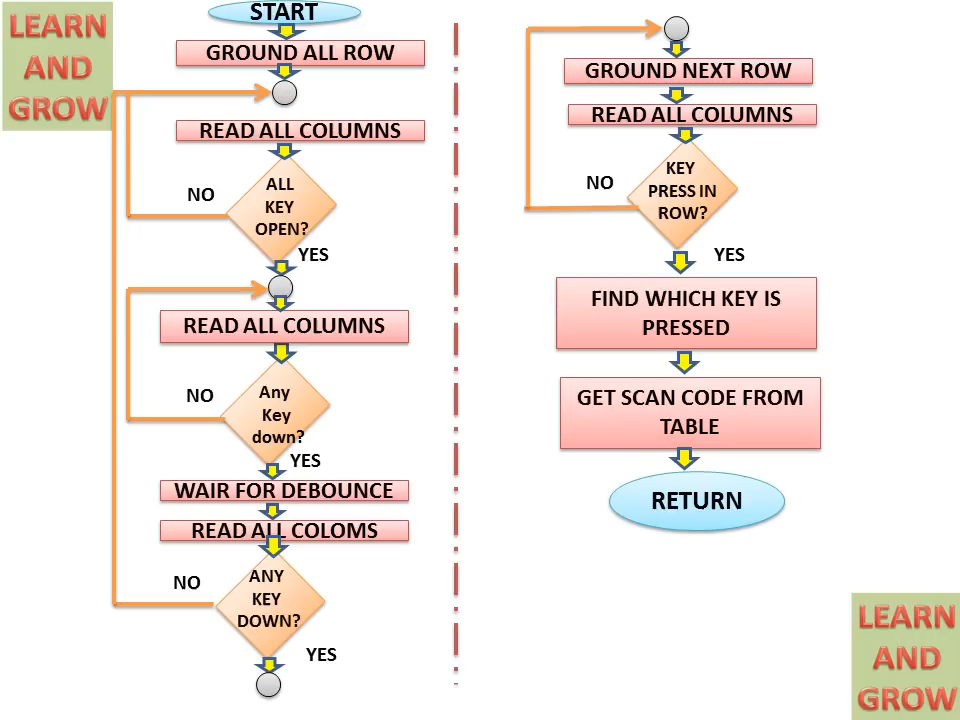 LEARN
AND
GROW
START
GROUND ALL ROW
READ ALL COLUMNS
ALL
KEY
OPEN?
NO
YES
READ ALL COLUMNS
Any
Key
down?
NO
YES
WAIR FOR DEBOUNCE
READ ALL COLOMS
ANY
KEY
DOWN?
NO
YES
GROUND NEXT ROW
READ ALL COLUMNS
KEY
PRESS IN
ROW?
NO
YES
FIND WHICH KEY IS
PRESSED
GET SCAN CODE FROM
TABLE
RETURN
LEARN
AND
GROW